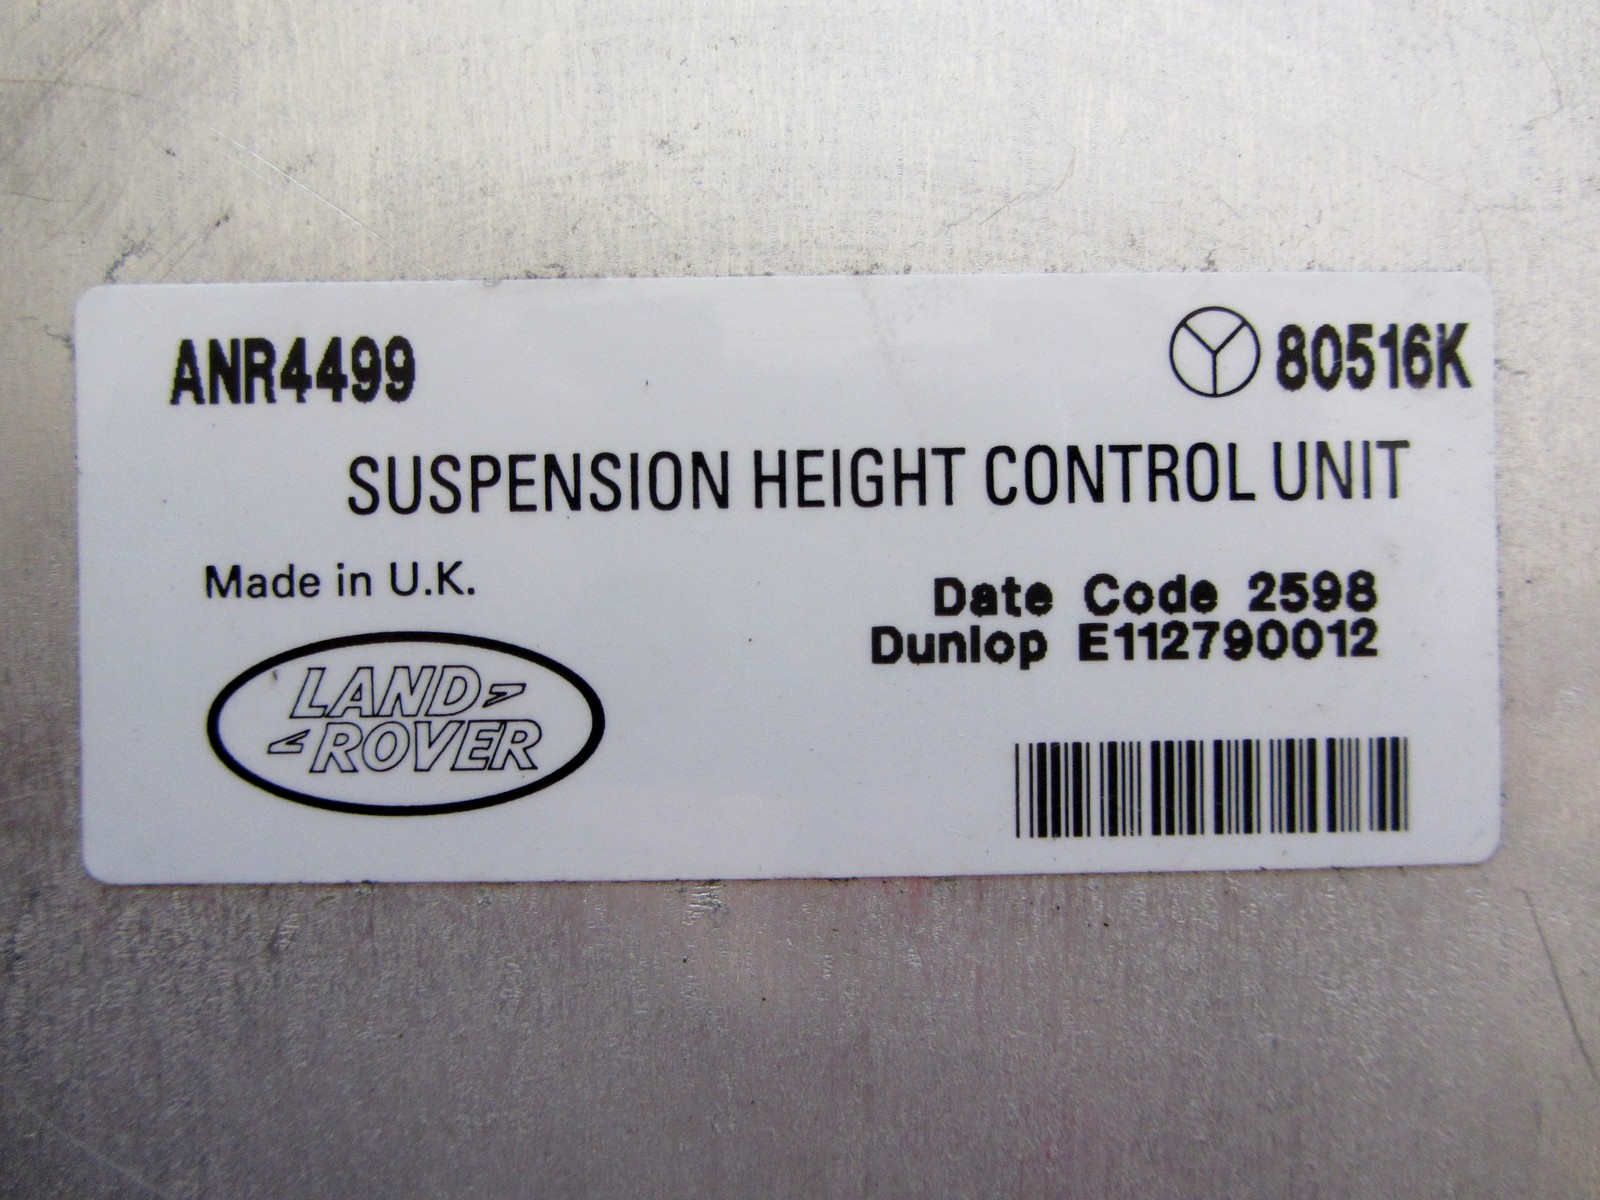 ANR4499 80516K
SUSPENSION HEIGHT CONTROL UNIT
Made in U.K.
Date Code 2598
Dunlop E112790012
LAND
ROVER